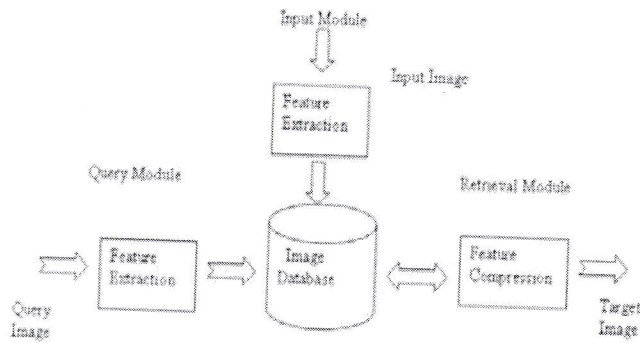 Input Module
Input Image
Feature
Extraction
Query Module
Retrieval Module
Feature
Extraction
Image
Database
Feature
Compression
Query
Image
Target
Image